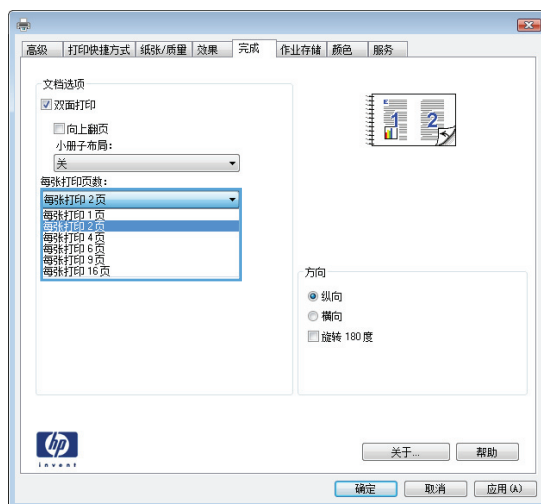 高级 打印快捷方式 纸张/质量 效果 完成 作业存储 颜色 服务
文档选项
双面打印
向上翻页
小册子布局：
关
每张打印页数：
每张打印 2 页
每张打印 1 页
每张打印 2 页
每张打印 4 页
每张打印 6 页
每张打印 9 页
每张打印 16 页
1 2
方向
纵向
横向
旋转 180 度
hp
invent
关于... 帮助
确定 取消 应用 (A)